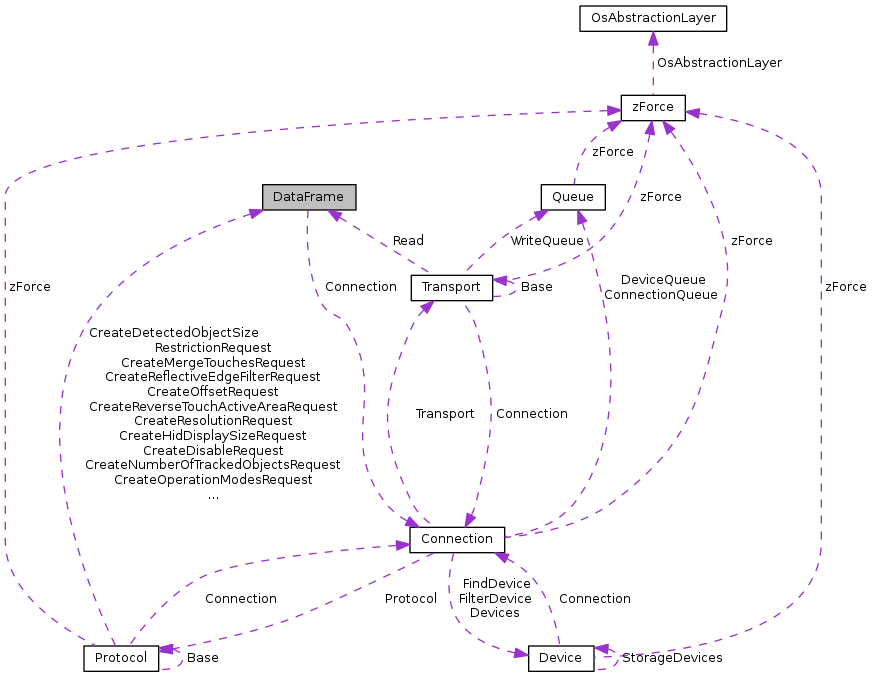 OsAbstractionLayer
OsAbstractionLayer
zForce
zForce
DataFrame
Queue
zForce
Read
WriteQueue
zForce
Connection
Transport
Base
DeviceQueue
ConnectionQueue
zForce
zForce
CreateDetectedObjectSize
RestrictionRequest
CreateMergeTouchesRequest
CreateReflectiveEdgeFilterRequest
CreateOffsetRequest
CreateReverseTouchActiveAreaRequest
CreateResolutionRequest
CreateHidDisplaySizeRequest
CreateDisableRequest
CreateNumberOfTrackedObjectsRequest
CreateOperationModesRequest
...
Transport
Connection
Connection
Connection
Protocol
FindDevice
FilterDevice
Devices
Connection
Protocol
Base
Device
StorageDevices